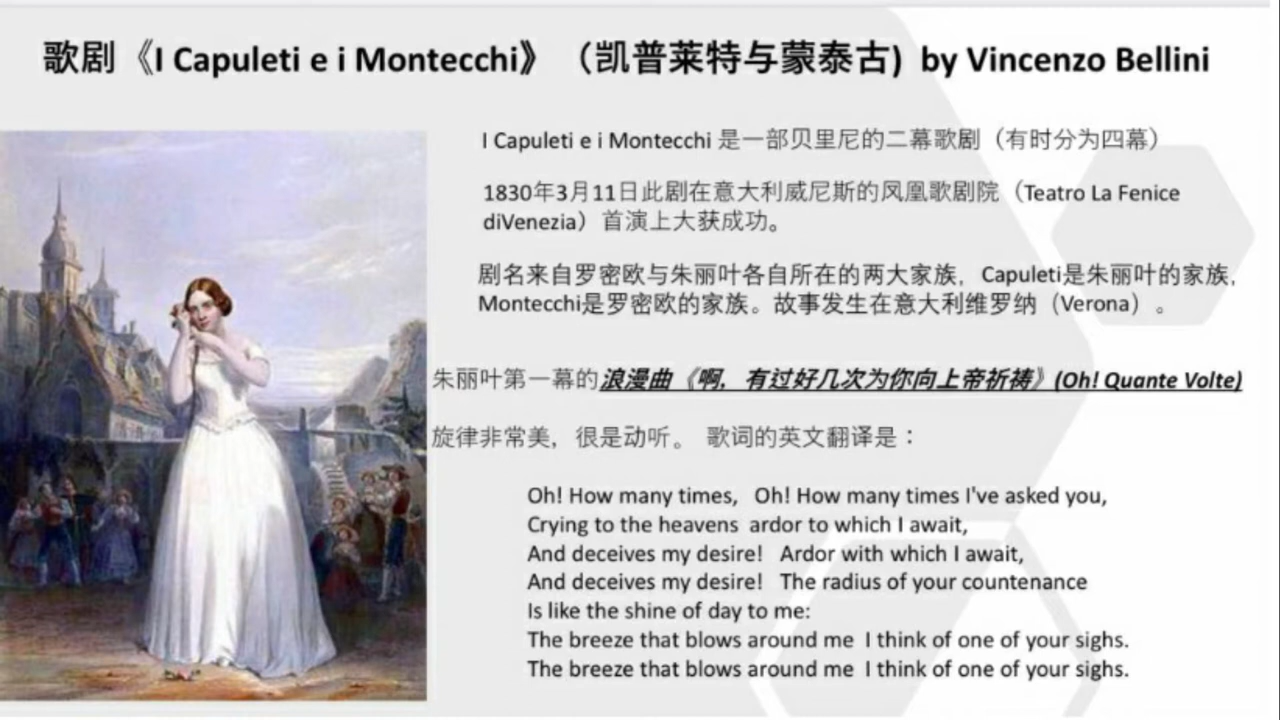 歌剧《I Capuleti e i Montecchi》（凯普莱特与蒙泰古) by Vincenzo Bellini
I Capuleti e i Montecchi 是一部贝里尼的二幕歌剧（有时分为四幕）
1830年3月11日此剧在意大利威尼斯的凤凰歌剧院（Teatro La Fenice
diVenezia）首演上大获成功。
剧名来自罗密欧与朱丽叶各自所在的两大家族，Capuleti是朱丽叶的家族，
Montecchi是罗密欧的家族。故事发生在意大利维罗纳（Verona）。
朱丽叶第一幕的浪漫曲《啊，有过好几次为你向上帝祈祷》(Oh! Quante Volte)
旋律非常美，很是动听。 歌词的英文翻译是：
Oh! How many times, Oh! How many times I've asked you,
Crying to the heavens ardor to which I await,
And deceives my desire! Ardor with which I await,
And deceives my desire! The radius of your countenance
Is like the shine of day to me:
The breeze that blows around me I think of one of your sighs.
The breeze that blows around me I think of one of your sighs.